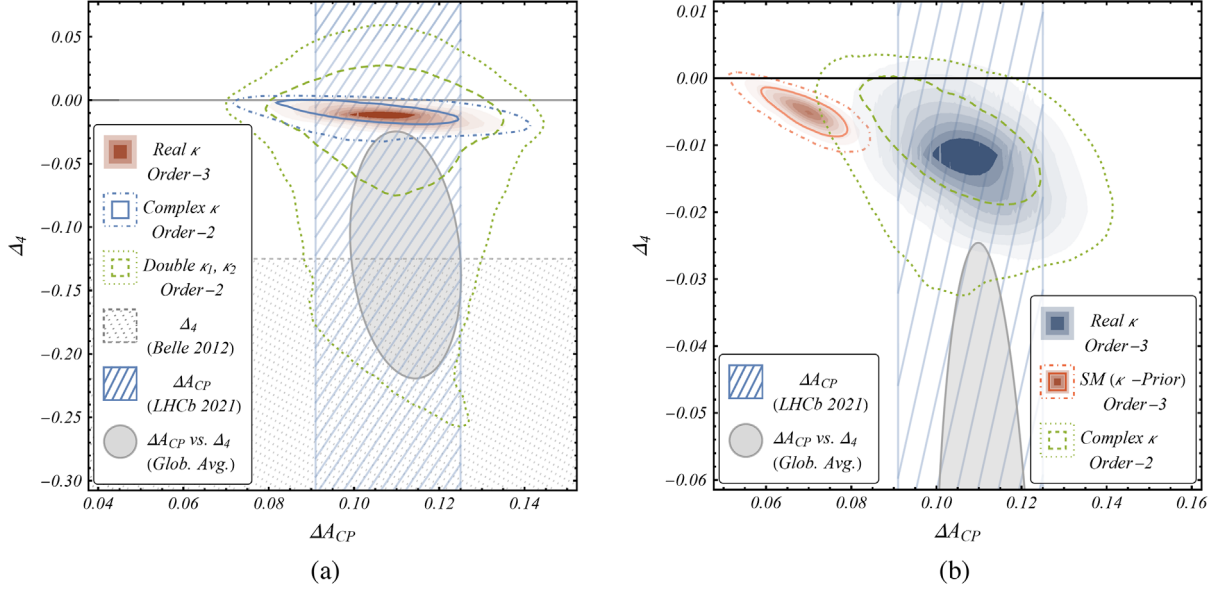 0.05
0.00
−0.05
−0.10
−0.15
−0.20
−0.25
−0.30
Δ4
Real κ
Order−3
Complex κ
Order−2
Double κ1, κ2
Order−2
Δ4
(Belle 2012)
ΔACP
(LHCb 2021)
ΔACP vs. Δ4
(Glob. Avg.)
0.04 0.06 0.08 0.10 0.12 0.14
ΔACP
(a)
0.01
0.00
−0.01
−0.02
−0.03
−0.04
−0.05
−0.06
Δ4
ΔACP
(LHCb 2021)
ΔACP vs. Δ4
(Glob. Avg.)
Real κ
Order−3
SM (κ −Prior)
Order−3
Complex κ
Order−2
0.06 0.08 0.10 0.12 0.14 0.16
ΔACP
(b)